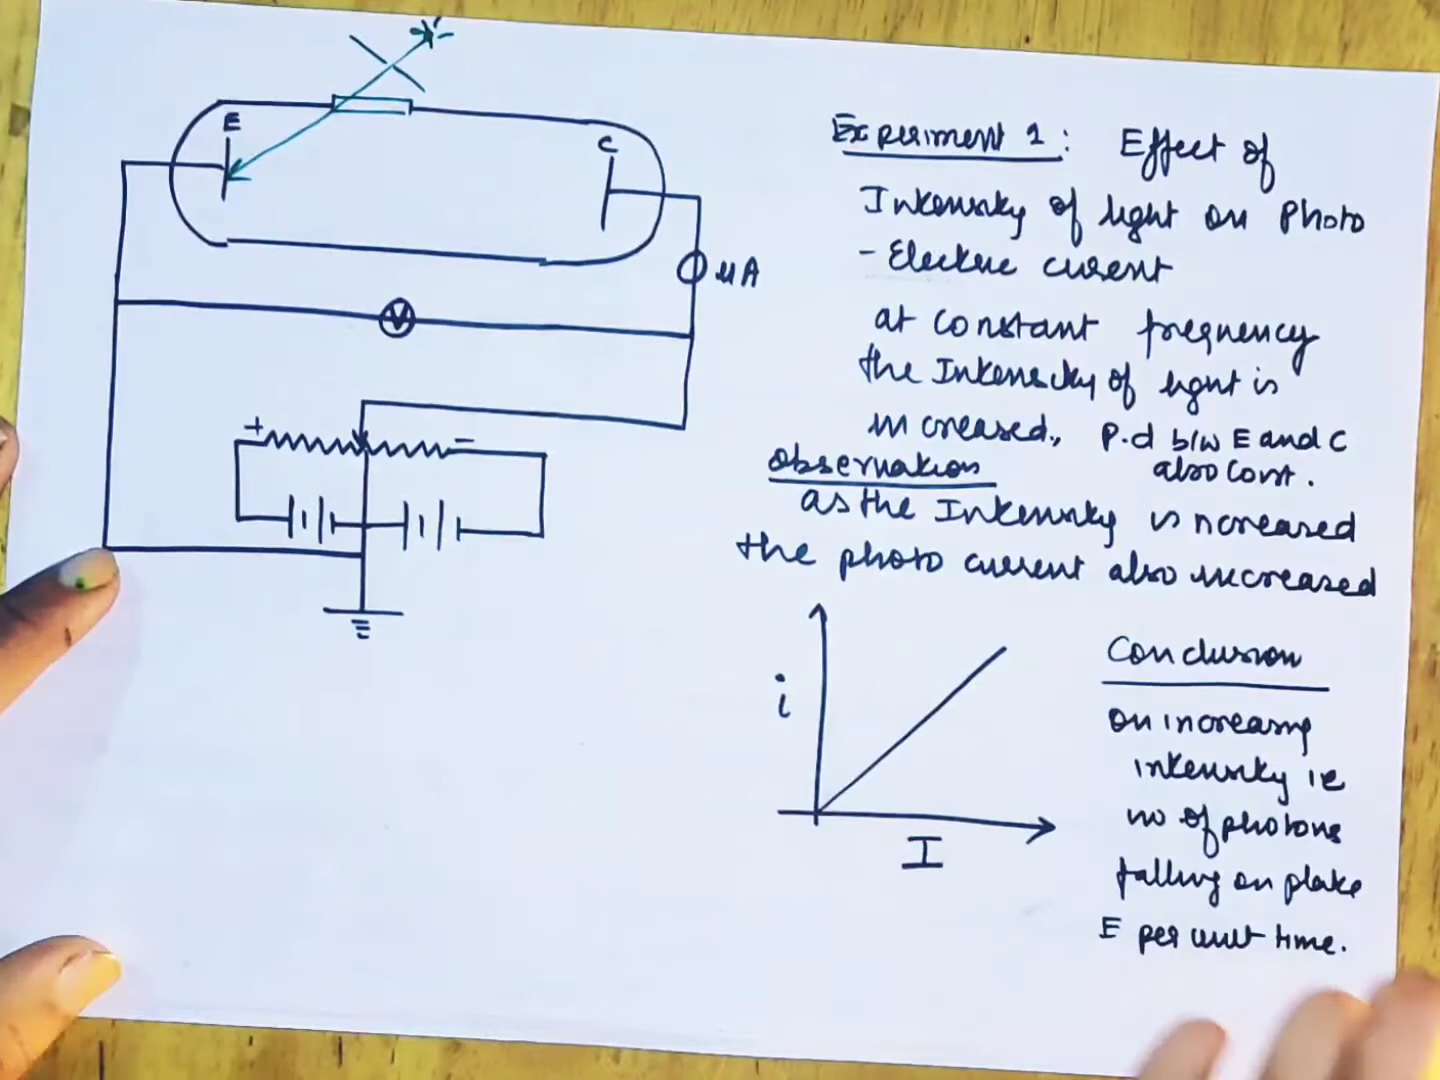 E
C
μA
V
+
-
Experiment 1: Effect of
Intensity of light on Photo
- Electric current
at constant frequency
the Intensity of light is
increased., P.d b/w E and C
also const.
observation
as the Intensity is ncreased
the photo current also increased
i
I
Conclusion
on increasing
intensity ie
no of photons
falling on plate
E per unit time.